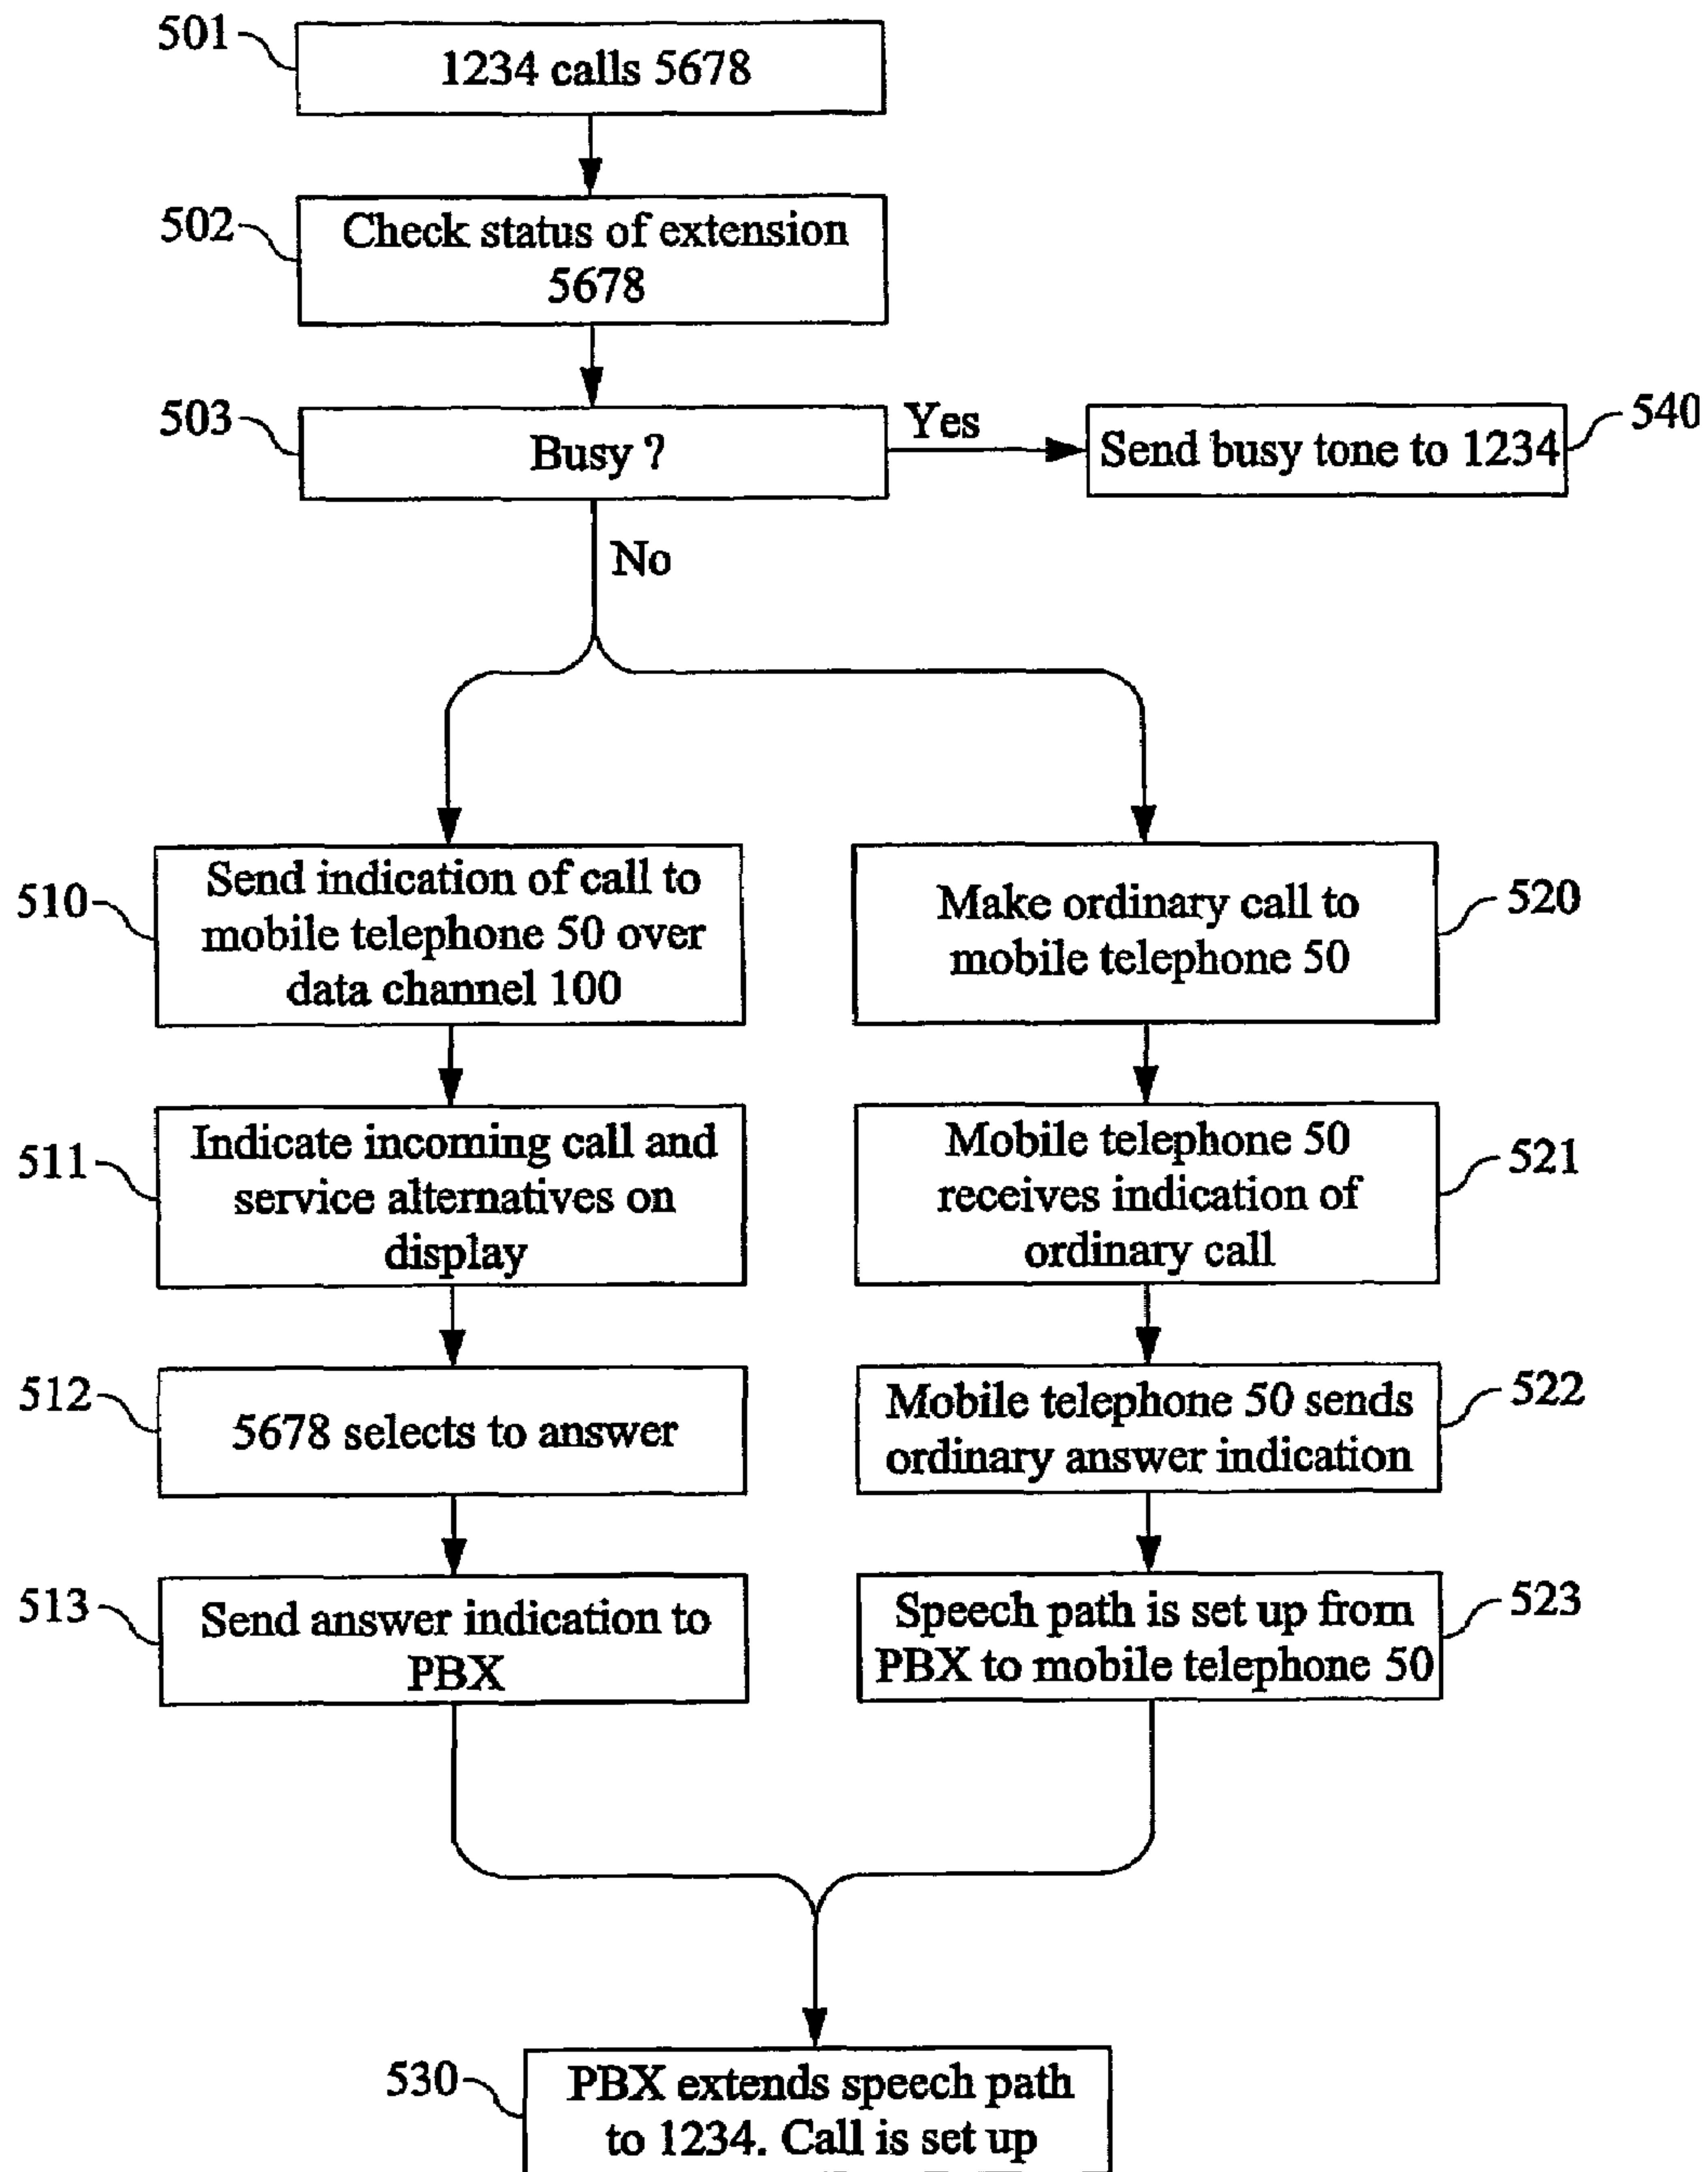 501
1234 calls 5678
502
Check status of extension
5678
503
Busy ?
Yes
Send busy tone to 1234
540
No
510
Send indication of call to
mobile telephone 50 over
data channel 100
Make ordinary call to
mobile telephone 50
520
511
Indicate incoming call and
service alternatives on
display
Mobile telephone 50
receives indication of
ordinary call
521
512
5678 selects to answer
Mobile telephone 50 sends
ordinary answer indication
522
513
Send answer indication to
PBX
Speech path is set up from
PBX to mobile telephone 50
523
530
PBX extends speech path
to 1234. Call is set up